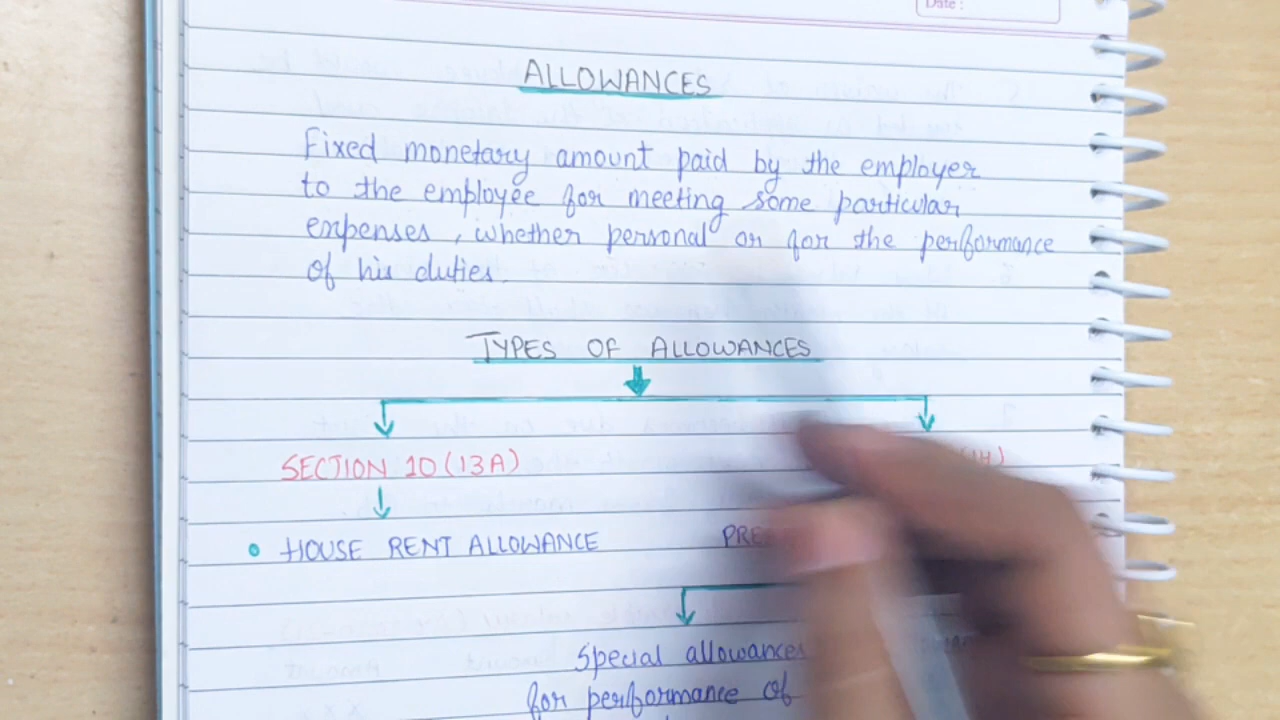 Date :
ALLOWANCES
Fixed monetary amount paid by the employer
to the employee for meeting some particular
expenses, whether personal or for the performance
of his duties.
TYPES OF ALLOWANCES
SECTION 10 (13A)
• HOUSE RENT ALLOWANCE
Special allowances
for performance of